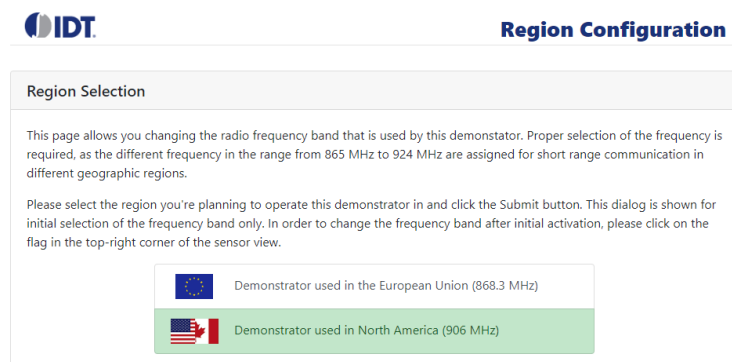 IDT.
Region Configuration
Region Selection
This page allows you changing the radio frequency band that is used by this demonstator. Proper selection of the frequency is
required, as the different frequency in the range from 865 MHz to 924 MHz are assigned for short range communication in
different geographic regions.
Please select the region you're planning to operate this demonstrator in and click the Submit button. This dialog is shown for
initial selection of the frequency band only. In order to change the frequency band after initial activation, please click on the
flag in the top-right corner of the sensor view.
Demonstrator used in the European Union (868.3 MHz)
Demonstrator used in North America (906 MHz)